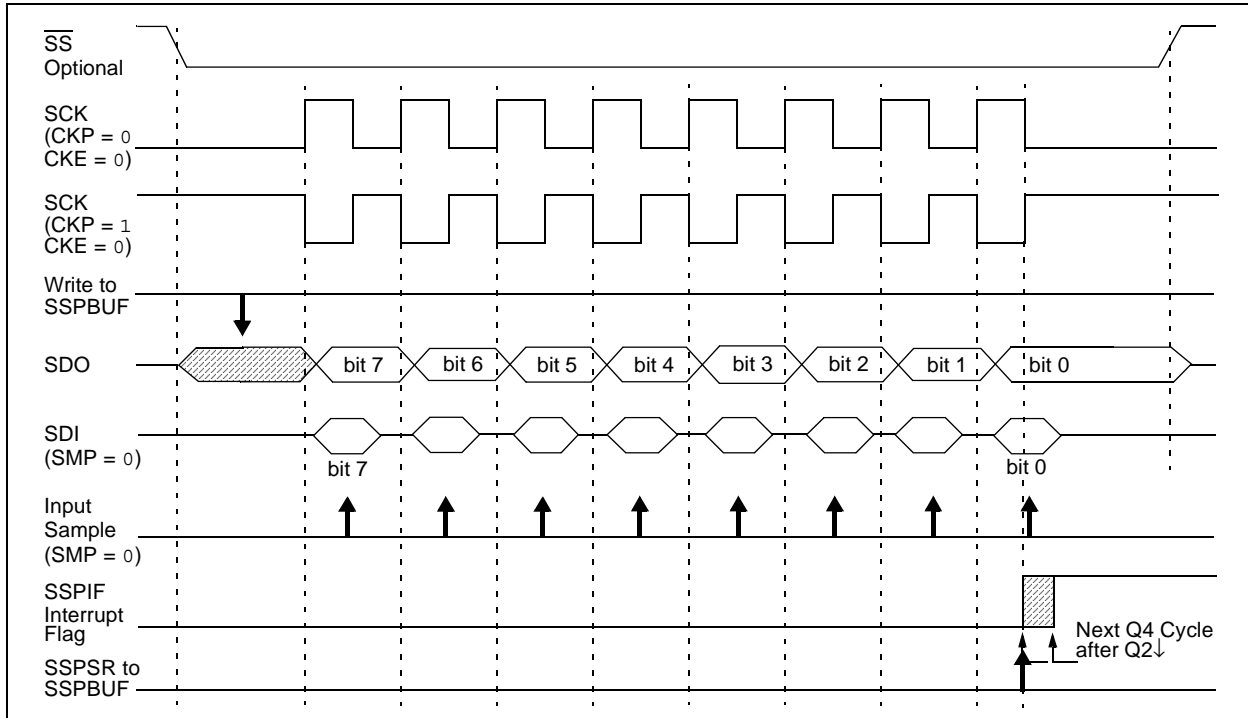 SS
Optional
SCK
(CKP = 0
CKE = 0)
SCK
(CKP = 1
CKE = 0)
Write to
SSPBUF
SDO
bit 7
bit 6
bit 5
bit 4
bit 3
bit 2
bit 1
bit 0
SDI
(SMP = 0)
bit 7
bit 0
Input
Sample
(SMP = 0)
SSPIF
Interrupt
Flag
Next Q4 Cycle
after Q2↓
SSPSR to
SSPBUF